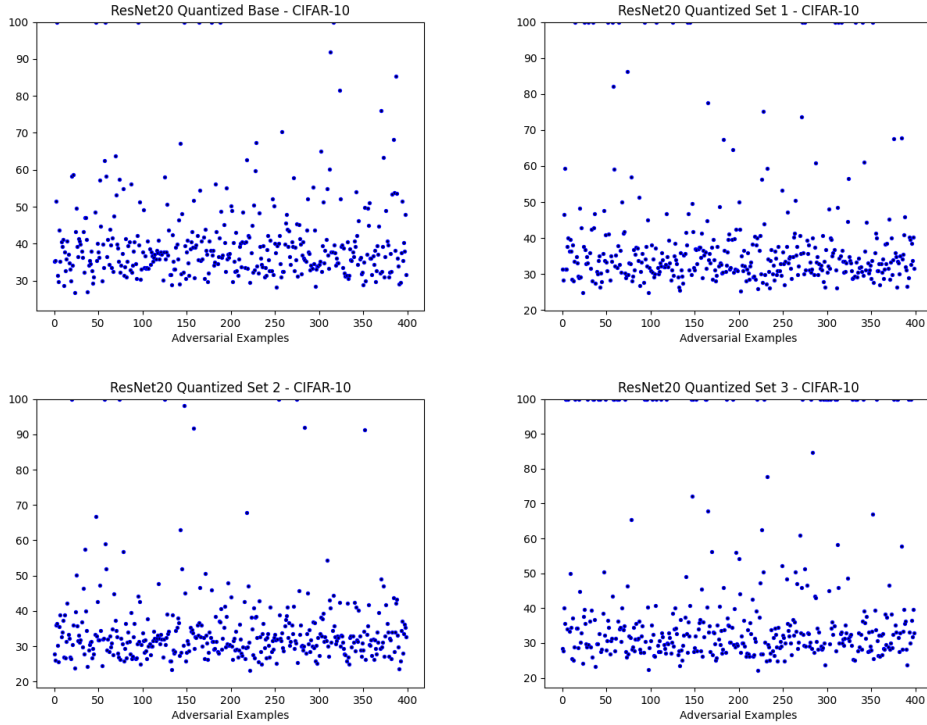 ResNet20 Quantized Base - CIFAR-10
100
90
80
70
60
50
40
30
0 50 100 150 200 250 300 350 400
Adversarial Examples
ResNet20 Quantized Set 1 - CIFAR-10
100
90
80
70
60
50
40
30
20
0 50 100 150 200 250 300 350 400
Adversarial Examples
ResNet20 Quantized Set 2 - CIFAR-10
100
90
80
70
60
50
40
30
20
0 50 100 150 200 250 300 350 400
Adversarial Examples
ResNet20 Quantized Set 3 - CIFAR-10
100
90
80
70
60
50
40
30
20
0 50 100 150 200 250 300 350 400
Adversarial Examples